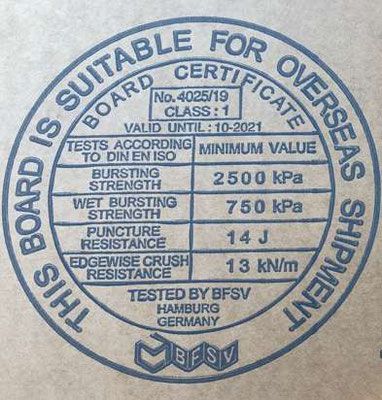 THIS BOARD IS SUITABLE FOR OVERSEAS SHIPMENT
BOARD CERTIFICATE
No. 4025/19
CLASS : 1
VALID UNTIL : 10-2021
TESTS ACCORDING TO DIN EN ISO
MINIMUM VALUE
BURSTING STRENGTH
2500 kPa
WET BURSTING STRENGTH
750 kPa
PUNCTURE RESISTANCE
14 J
EDGEWISE CRUSH RESISTANCE
13 kN/m
TESTED BY BFSV
HAMBURG
GERMANY
BFSV